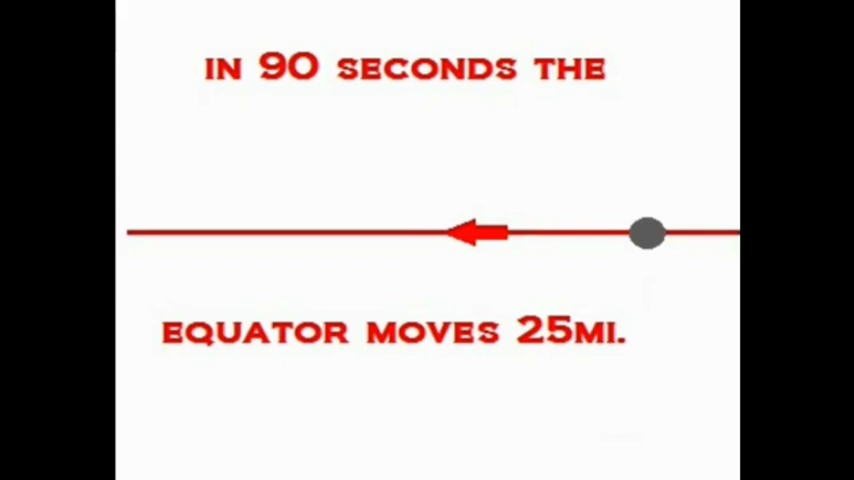 IN 90 SECONDS THE
EQUATOR MOVES 25MI.